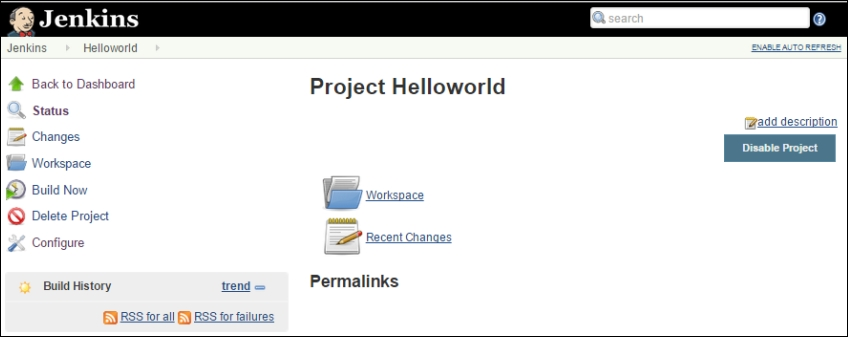 Jenkins
search
Jenkins
Helloworld
ENABLE AUTO REFRESH
Back to Dashboard
Status
Changes
Workspace
Build Now
Delete Project
Configure
Build History
trend
RSS for all
RSS for failures
Project Helloworld
add description
Disable Project
Workspace
Recent Changes
Permalinks